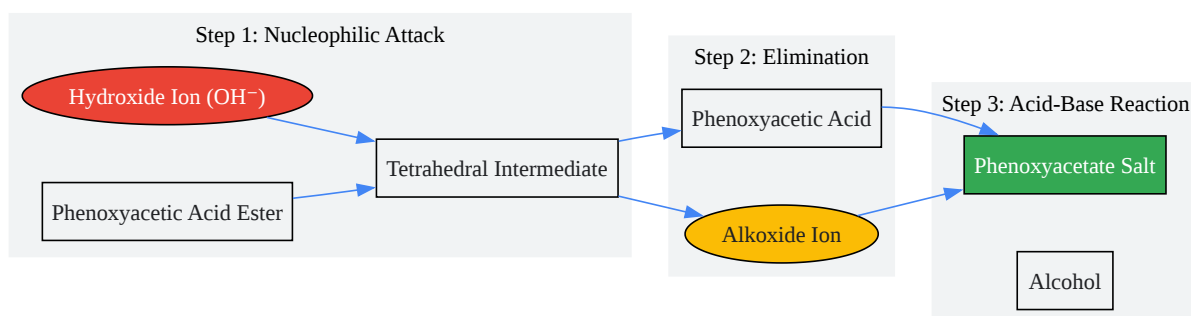 Step 1: Nucleophilic Attack
Hydroxide Ion (OH⁻)
Phenoxyacetic Acid Ester
Tetrahedral Intermediate
Step 2: Elimination
Phenoxyacetic Acid
Alkoxide Ion
Step 3: Acid-Base Reaction
Phenoxyacetate Salt
Alcohol